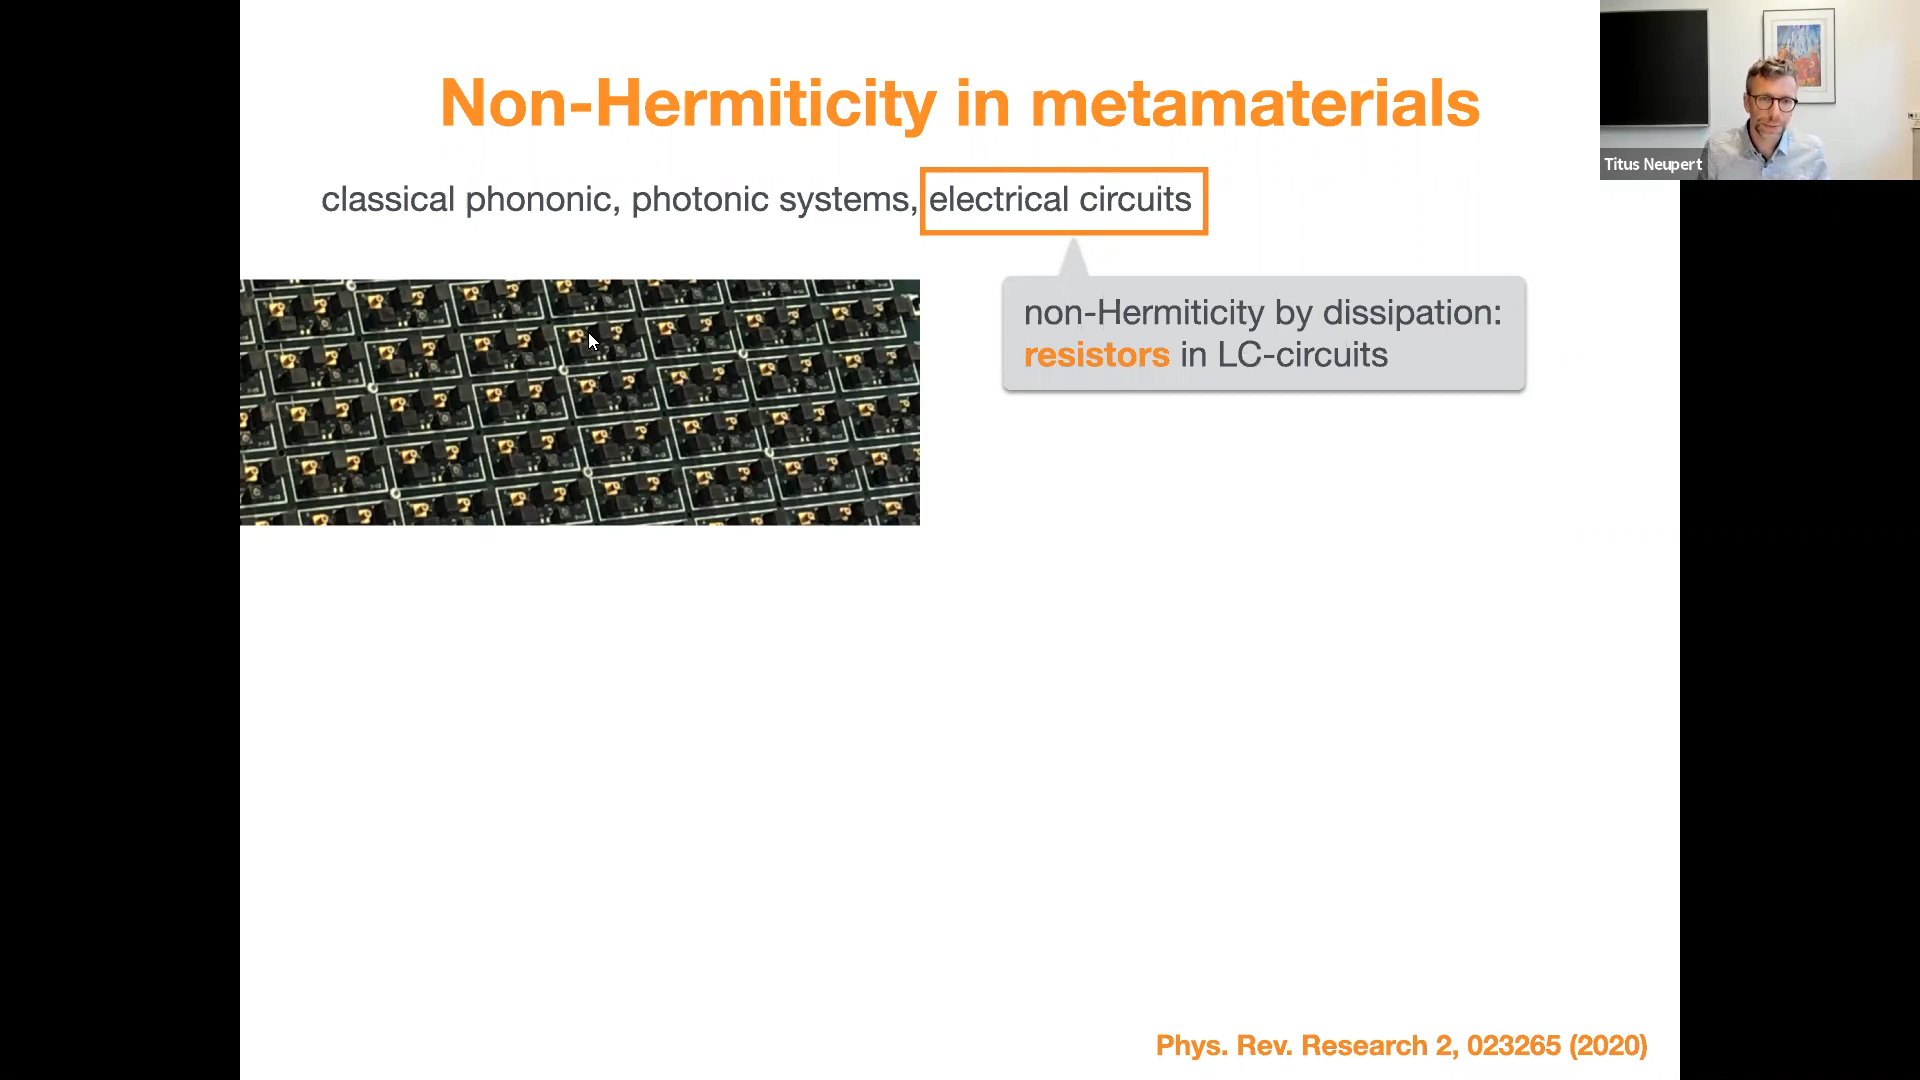 Non-Hermiticity in metamaterials
classical phononic, photonic systems, electrical circuits
non-Hermiticity by dissipation:
resistors in LC-circuits
Titus Neupert
Phys. Rev. Research 2, 023265 (2020)